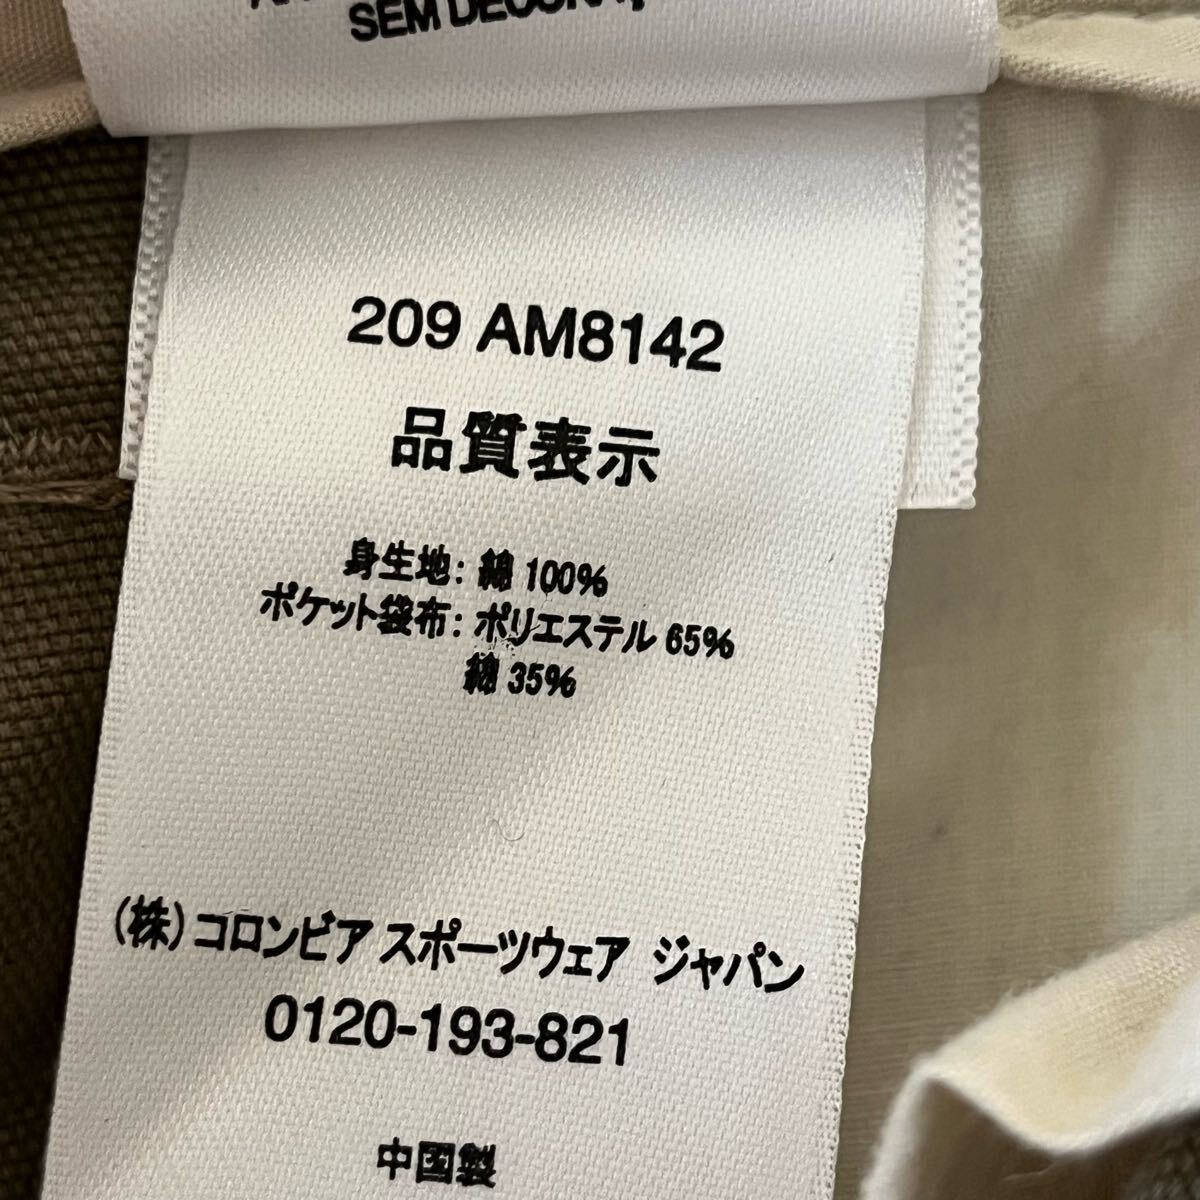 SEM DECORAÇ
209 AM8142
品質表示
身生地: 綿 100%
ポケット袋布: ポリエステル 65%
綿 35%
(株) コロンビア スポーツウェア ジャパン
0120-193-821
中国製